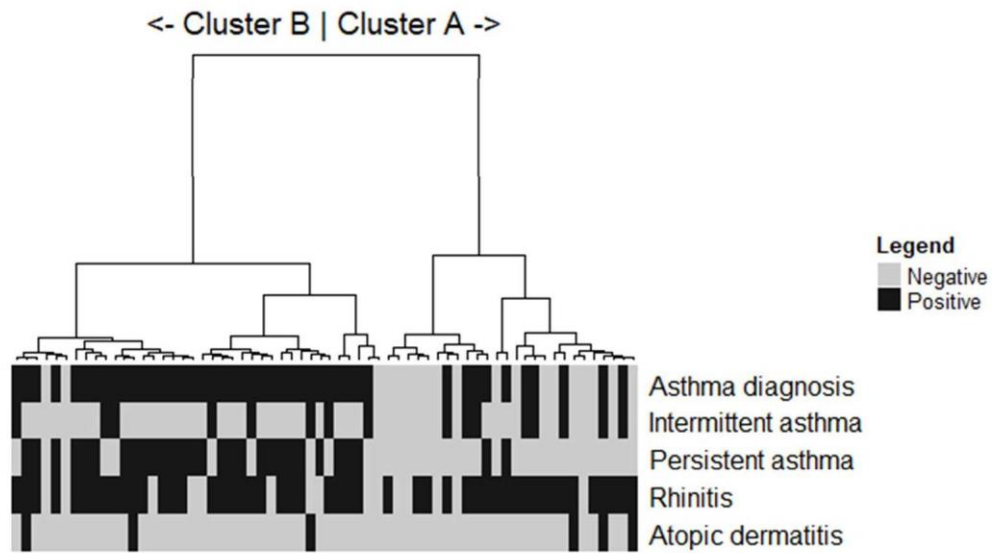 <- Cluster B | Cluster A ->
Legend
Negative
Positive
Asthma diagnosis
Intermittent asthma
Persistent asthma
Rhinitis
Atopic dermatitis